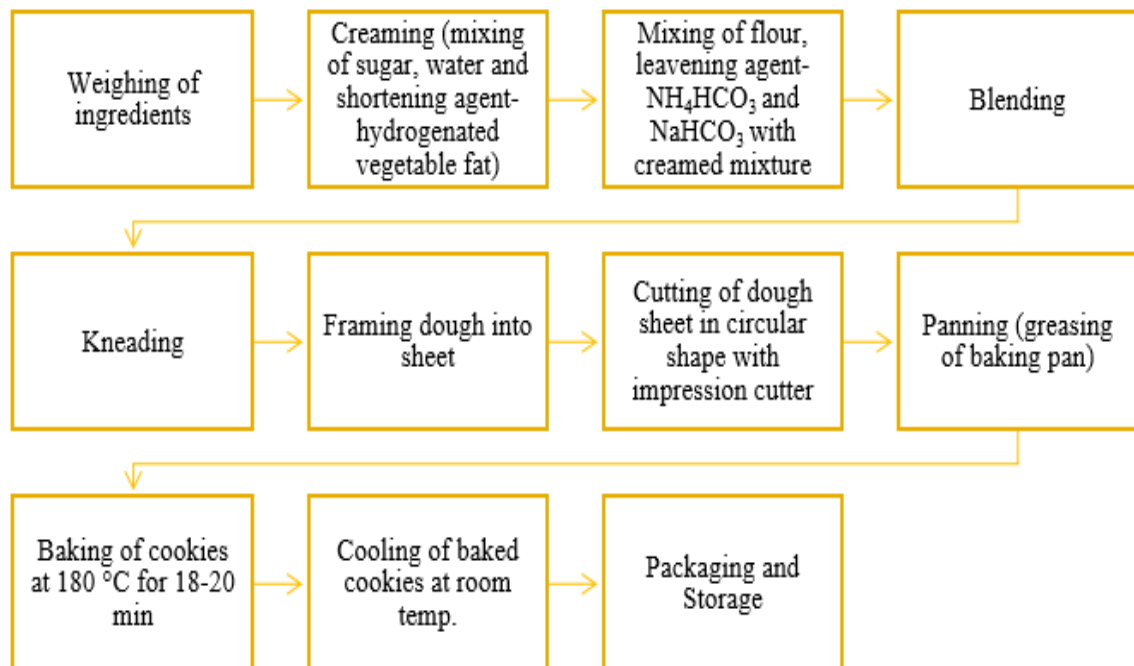 Weighing of
ingredients
Creaming (mixing
of sugar, water and
shortening agent-
hydrogenated
vegetable fat)
Mixing of flour,
leavening agent-
NH₄HCO₃ and
NaHCO₃ with
creamed mixture
Blending
Kneading
Framing dough into
sheet
Cutting of dough
sheet in circular
shape with
impression cutter
Panning (greasing
of baking pan)
Baking of cookies
at 180 °C for 18-20
min
Cooling of baked
cookies at room
temp.
Packaging and
Storage